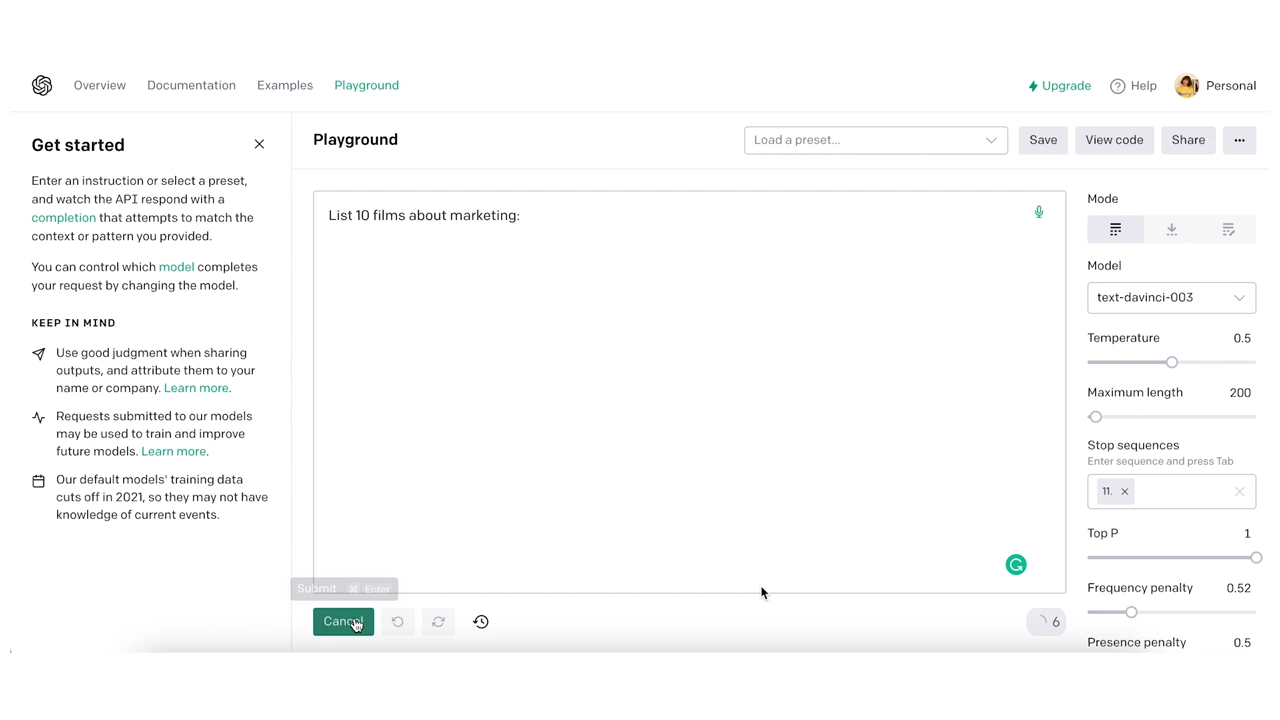 Overview Documentation Examples Playground
Upgrade Help Personal
Get started
Enter an instruction or select a preset,
and watch the API respond with a
completion that attempts to match the
context or pattern you provided.
You can control which model completes
your request by changing the model.
KEEP IN MIND
Use good judgment when sharing
outputs, and attribute them to your
name or company. Learn more.
Requests submitted to our models
may be used to train and improve
future models. Learn more.
Our default models' training data
cuts off in 2021, so they may not have
knowledge of current events.
Playground
Load a preset...
Save
View code
Share
List 10 films about marketing:
Submit ⌘ Enter
Cancel
6
Mode
Model
text-davinci-003
Temperature 0.5
Maximum length 200
Stop sequences
Enter sequence and press Tab
11. ×
Top P 1
Frequency penalty 0.52
Presence penalty 0.5